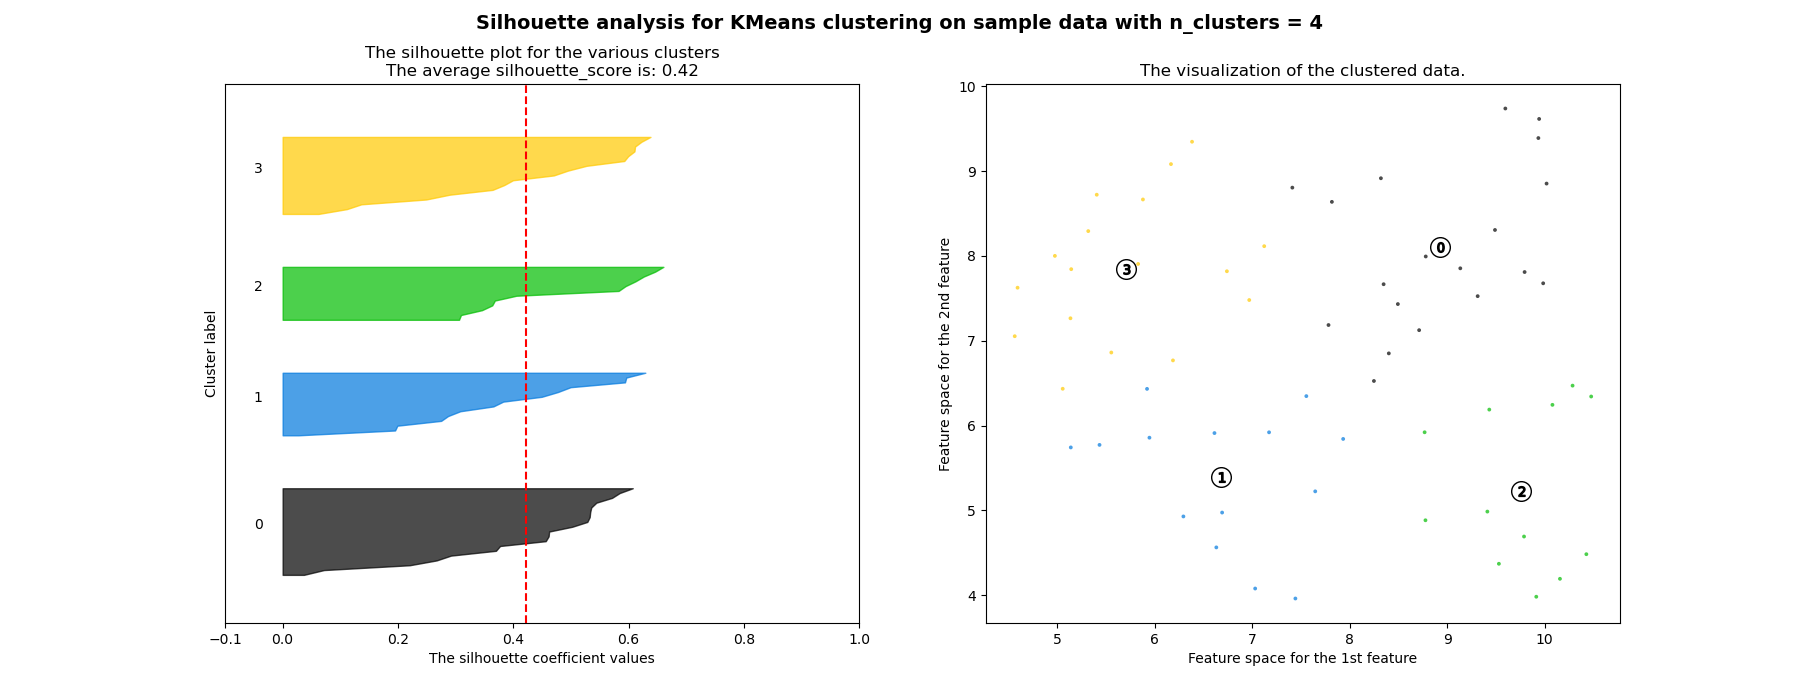 Silhouette analysis for KMeans clustering on sample data with n_clusters = 4
The silhouette plot for the various clusters
The average silhouette_score is: 0.42
Cluster label
3
2
1
0
−0.1 0.0 0.2 0.4 0.6 0.8 1.0
The silhouette coefficient values
The visualization of the clustered data.
Feature space for the 2nd feature
10
9
8
7
6
5
4
0
3
1
2
5 6 7 8 9 10
Feature space for the 1st feature